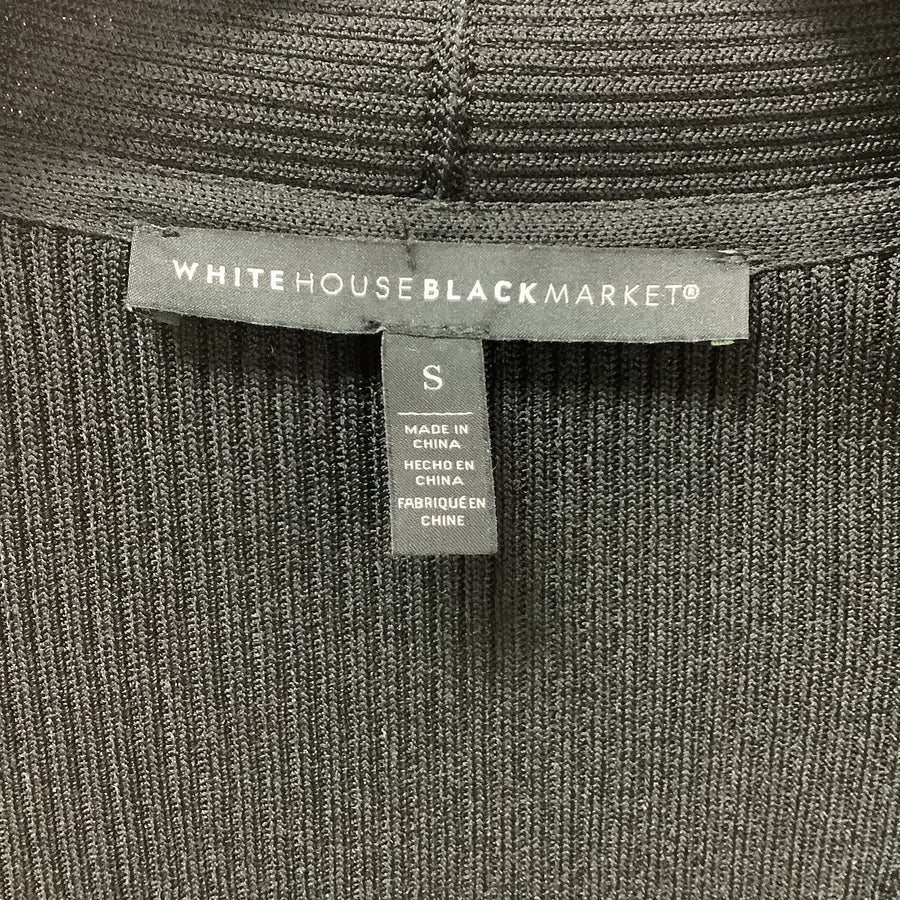 WHITEHOUSEBLACKMARKET®
S
MADE IN
CHINA
HECHO EN
CHINA
FABRIQUÉ EN
CHINE